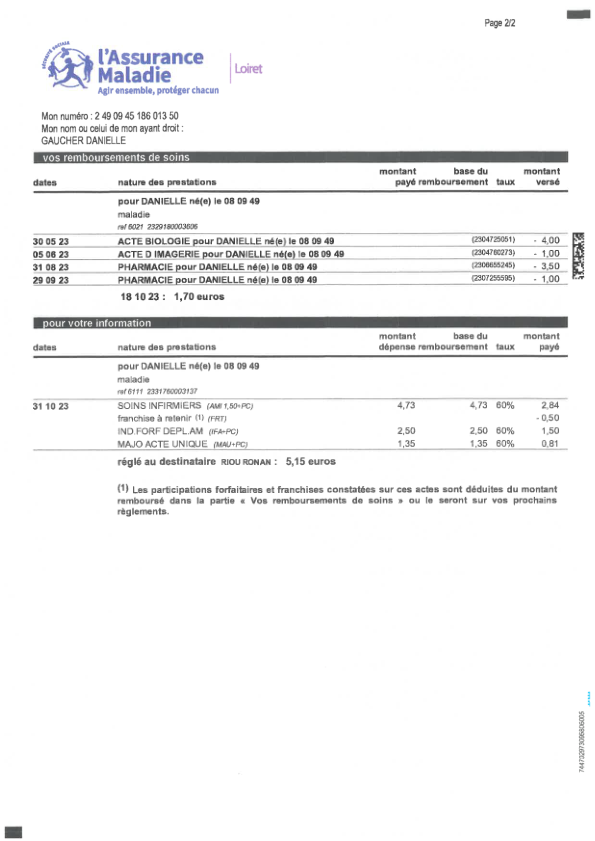 Page 2/2
SÉCURITÉ SOCIALE
l'Assurance
Maladie
Agir ensemble, protéger chacun
Loiret
Mon numéro : 2 49 09 45 186 013 50
Mon nom ou celui de mon ayant droit :
GAUCHER DANIELLE
vos remboursements de soins
dates nature des prestations montant payé base du remboursement taux montant versé
pour DANIELLE né(e) le 08 09 49
maladie
ref 6021 2329180003606
30 05 23 ACTE BIOLOGIE pour DANIELLE né(e) le 08 09 49 (2304725051) - 4,00
05 06 23 ACTE D IMAGERIE pour DANIELLE né(e) le 08 09 49 (2304760273) - 1,00
31 08 23 PHARMACIE pour DANIELLE né(e) le 08 09 49 (2306655245) - 3,50
29 09 23 PHARMACIE pour DANIELLE né(e) le 08 09 49 (2307255595) - 1,00
18 10 23 : 1,70 euros
pour votre information
dates nature des prestations montant dépense base du remboursement taux montant payé
pour DANIELLE né(e) le 08 09 49
maladie
ref 6111 2331760003137
31 10 23 SOINS INFIRMIERS (AMI 1,50+PC) 4,73 4,73 60% 2,84
franchise à retenir (1) (FRT) - 0,50
IND.FORF DEPL.AM (IFA+PC) 2,50 2,50 60% 1,50
MAJO ACTE UNIQUE (MAU+PC) 1,35 1,35 60% 0,81
réglé au destinataire RIOU RONAN : 5,15 euros
(1) Les participations forfaitaires et franchises constatées sur ces actes sont déduites du montant
remboursé dans la partie « Vos remboursements de soins » ou le seront sur vos prochains
règlements.
744702973095806005